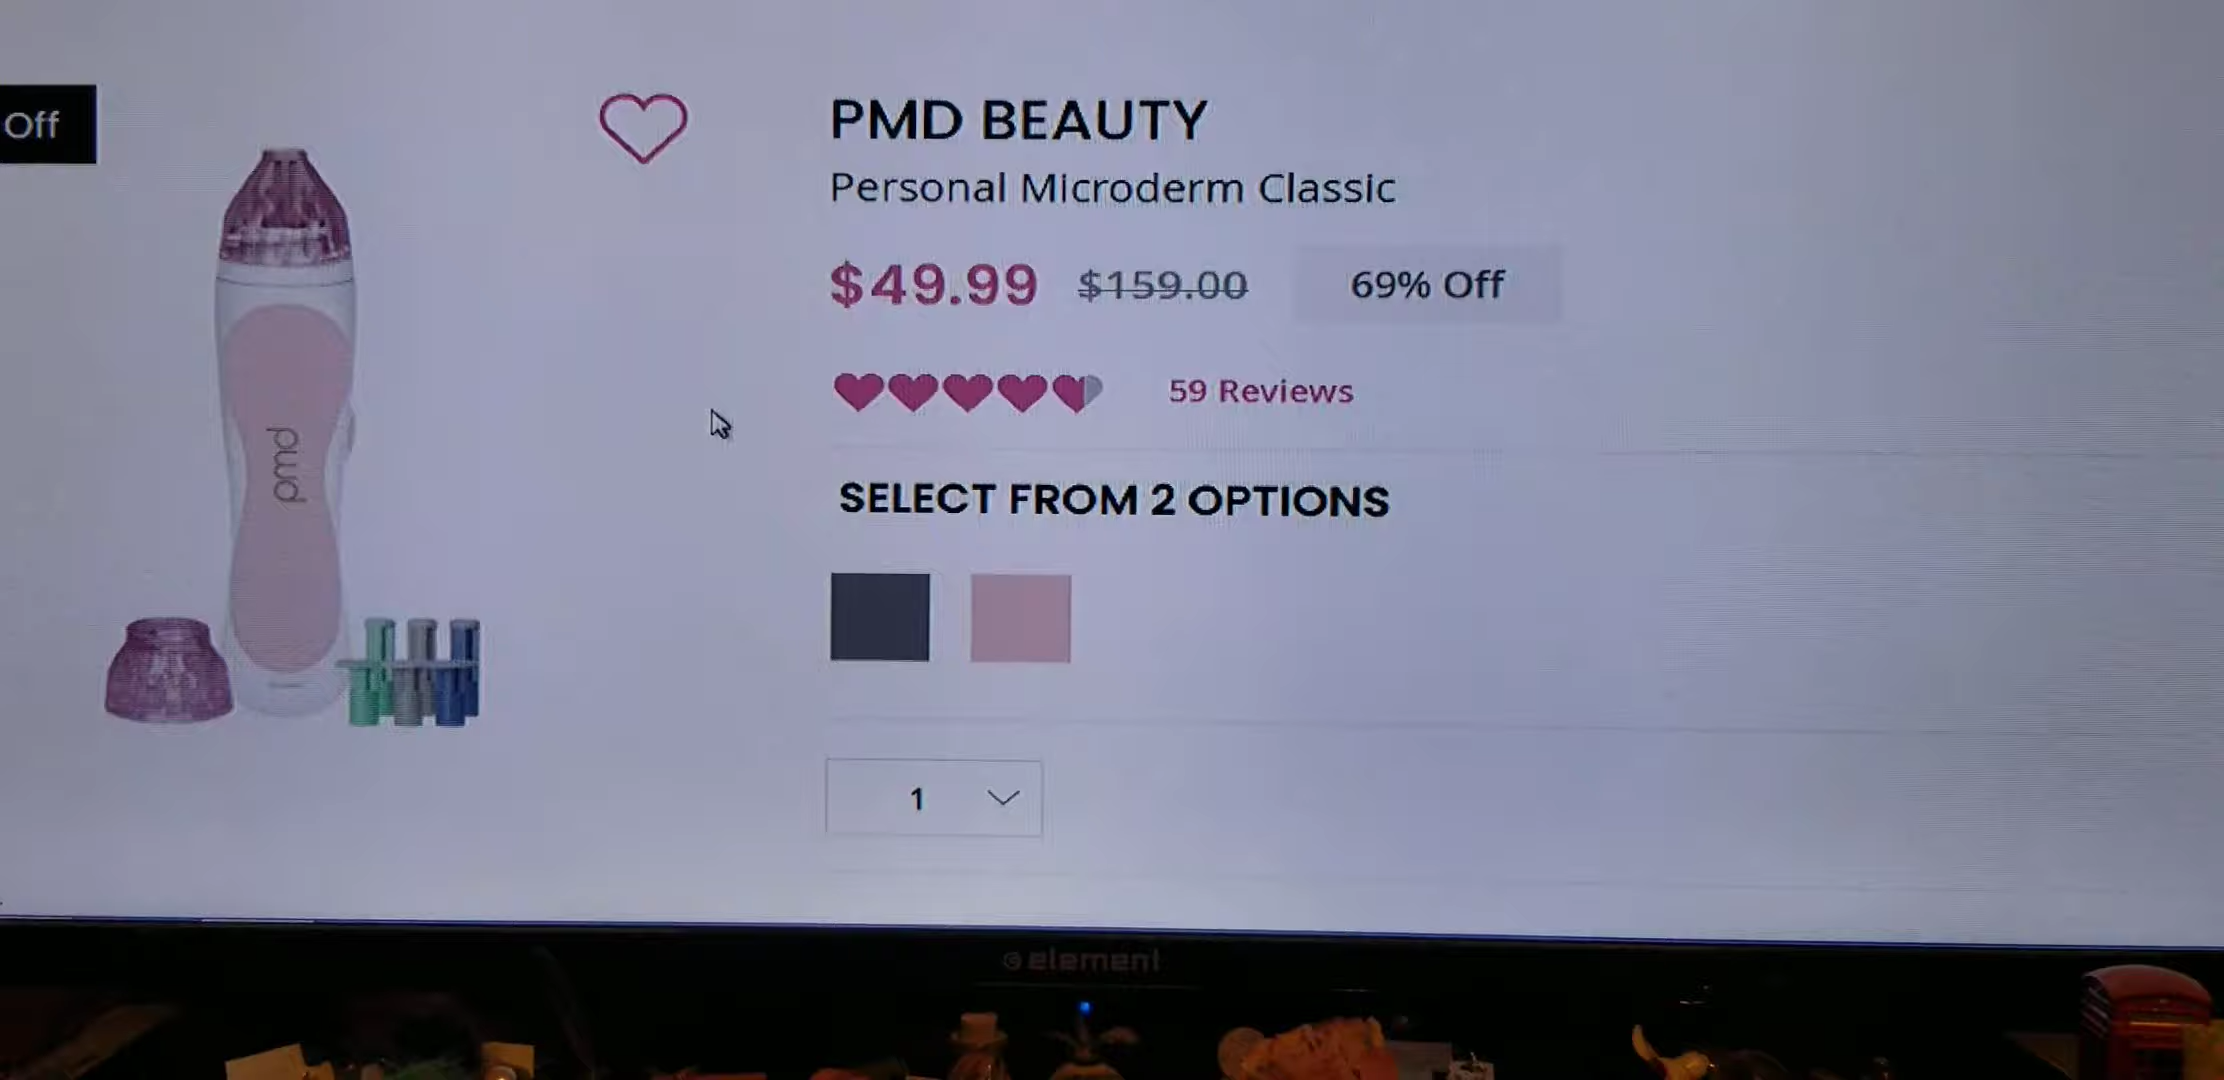 Off
PMD BEAUTY
Personal Microderm Classic
$49.99 $159.00 69% Off
59 Reviews
pmd
SELECT FROM 2 OPTIONS
1
element